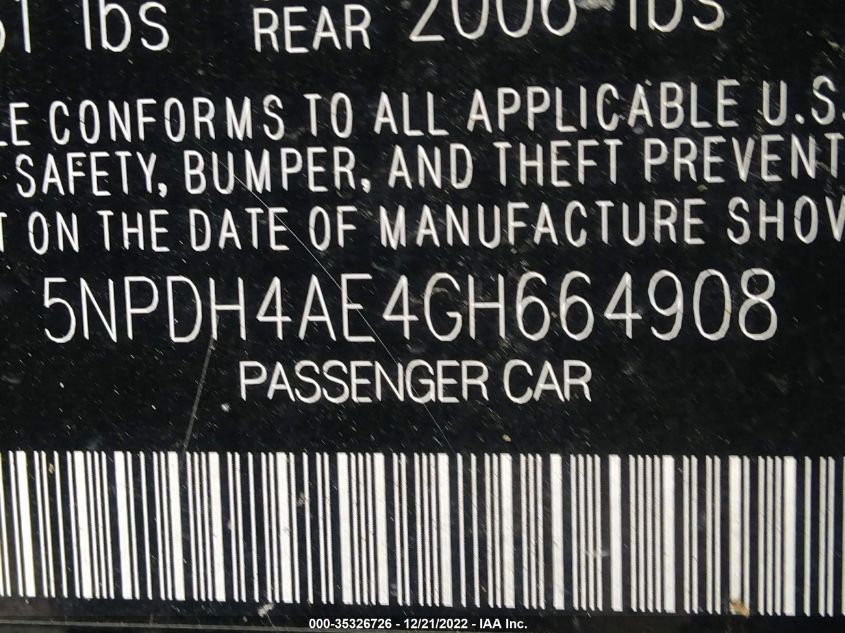 lbs
REAR 2006 lbs
CONFORMS TO ALL APPLICABLE U.S.
SAFETY, BUMPER, AND THEFT PREVENT
ON THE DATE OF MANUFACTURE SHOW
5NPDH4AE4GH664908
PASSENGER CAR
000-35326726 - 12/21/2022 - IAA Inc.